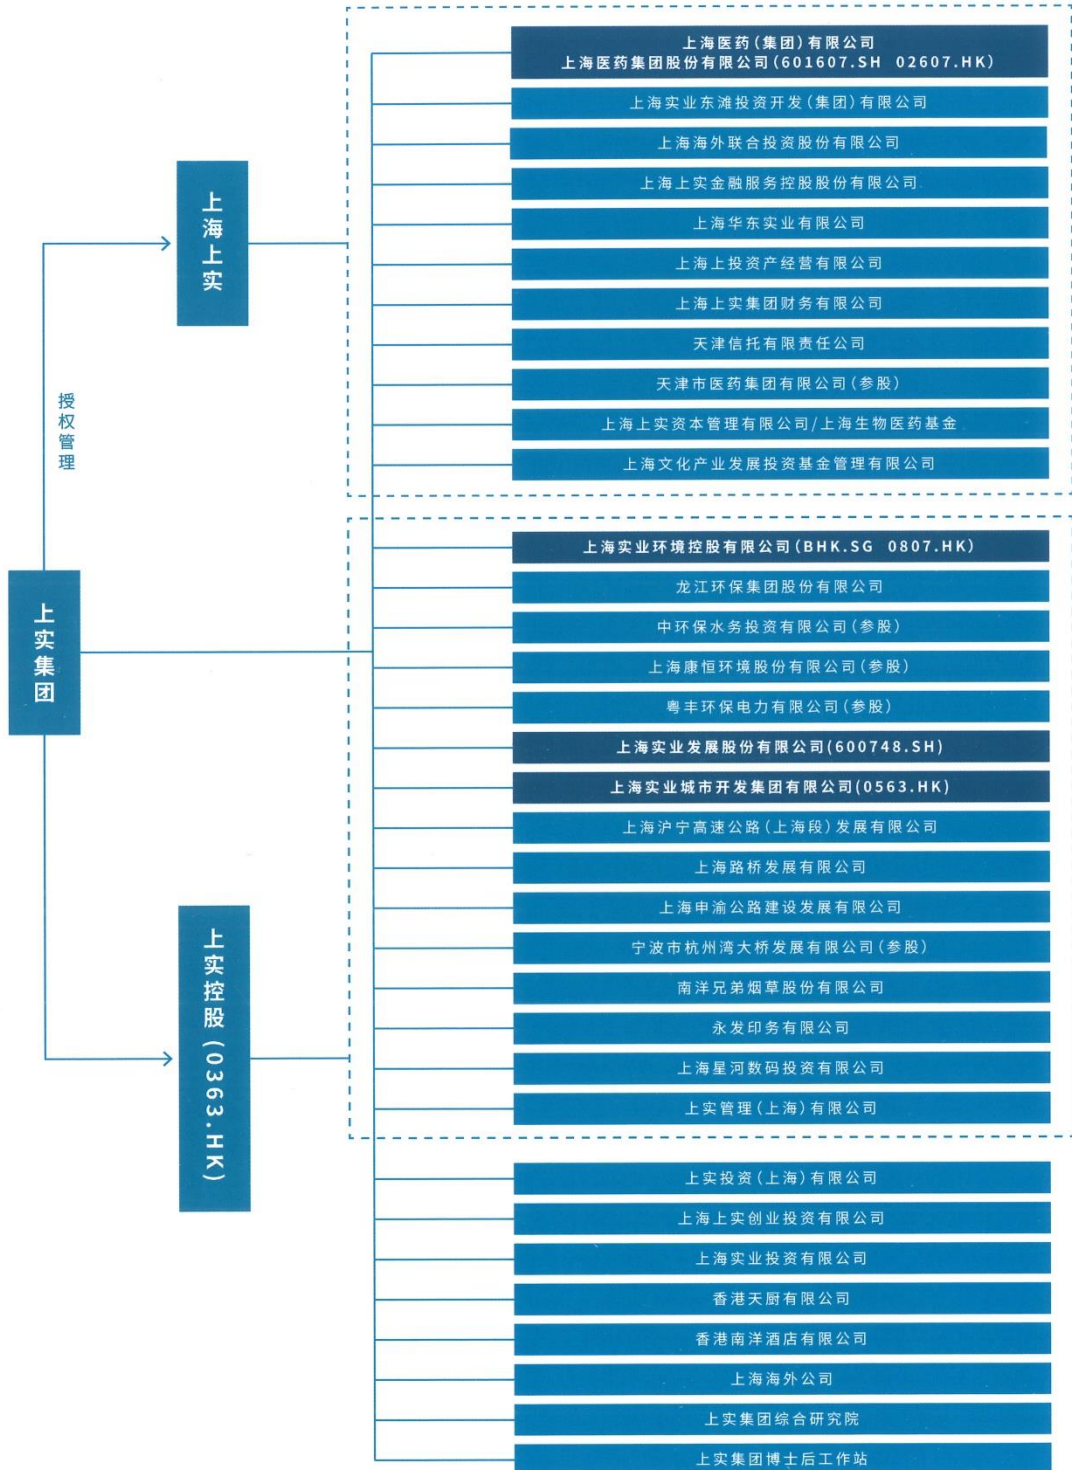 上实集团
授权管理
上海上实
上实控股(0363.HK)
上海医药(集团)有限公司
上海医药集团股份有限公司(601607.SH 02607.HK)
上海实业东滩投资开发(集团)有限公司
上海海外联合投资股份有限公司
上海上实金融服务控股股份有限公司
上海华东实业有限公司
上海上投资产经营有限公司
上海上实集团财务有限公司
天津信托有限责任公司
天津市医药集团有限公司(参股)
上海上实资本管理有限公司/上海生物医药基金
上海文化产业发展投资基金管理有限公司
上海实业环境控股有限公司(BHK.SG 0807.HK)
龙江环保集团股份有限公司
中环保水务投资有限公司(参股)
上海康恒环境股份有限公司(参股)
粤丰环保电力有限公司(参股)
上海实业发展股份有限公司(600748.SH)
上海实业城市开发集团有限公司(0563.HK)
上海沪宁高速公路(上海段)发展有限公司
上海路桥发展有限公司
上海申渝公路建设发展有限公司
宁波市杭州湾大桥发展有限公司(参股)
南洋兄弟烟草股份有限公司
永发印务有限公司
上海星河数码投资有限公司
上实管理(上海)有限公司
上实投资(上海)有限公司
上海上实创业投资有限公司
上海实业投资有限公司
香港天厨有限公司
香港南洋酒店有限公司
上海海外公司
上实集团综合研究院
上实集团博士后工作站